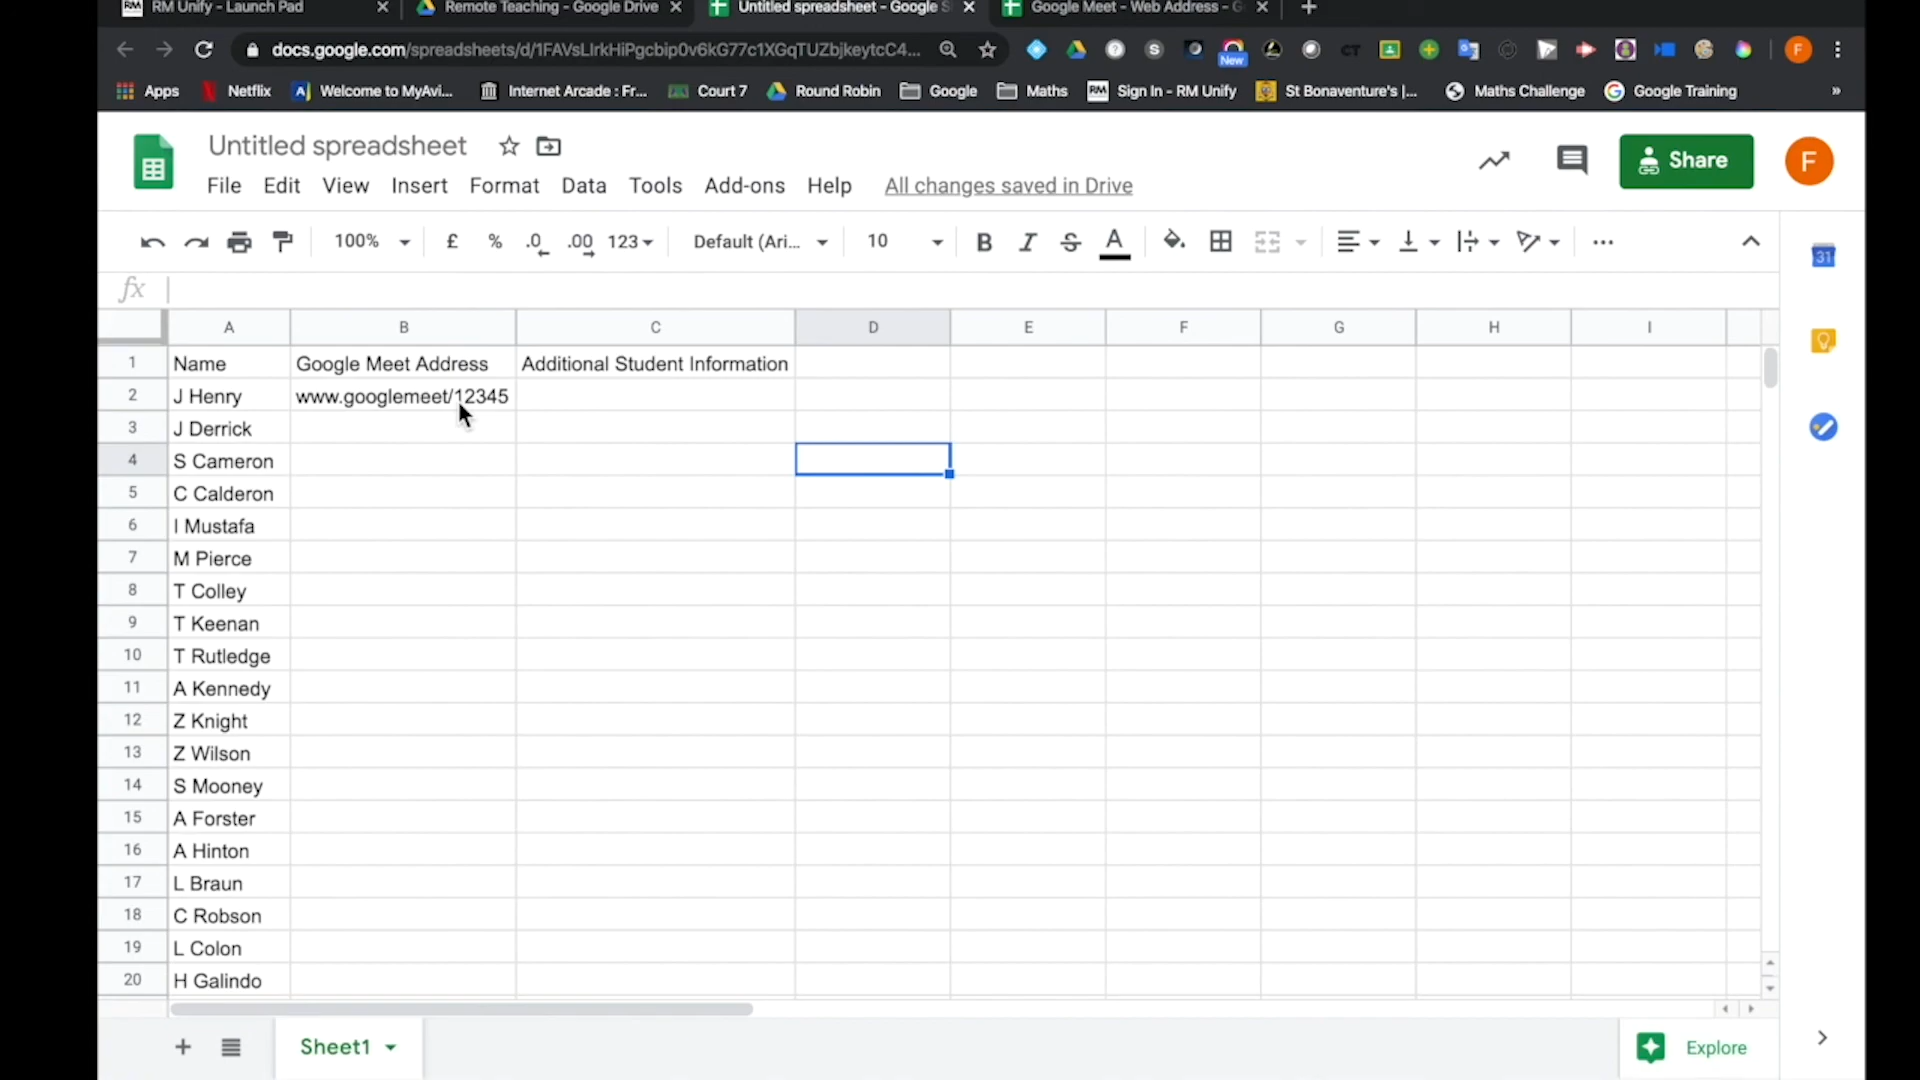 RM Unify - Launch Pad
Remote Teaching - Google Drive
Untitled spreadsheet - Google S
Google Meet - Web Address - G
docs.google.com/spreadsheets/d/1FAVsLIrkHiPgcbip0v6kG77c1XGqTUZbjkeytcC4...
New
Apps
Netflix
Welcome to MyAvi...
Internet Arcade : Fr...
Court 7
Round Robin
Google
Maths
RM Sign In - RM Unify
St Bonaventure's |...
Maths Challenge
Google Training
»
Untitled spreadsheet
File Edit View Insert Format Data Tools Add-ons Help All changes saved in Drive
Share
F
100% £ % .0 .00 123 Default (Ari... 10 B I S A ...
31
fx
A B C D E F G H I
1 Name Google Meet Address Additional Student Information
2 J Henry www.googlemeet/12345
3 J Derrick
4 S Cameron
5 C Calderon
6 I Mustafa
7 M Pierce
8 T Colley
9 T Keenan
10 T Rutledge
11 A Kennedy
12 Z Knight
13 Z Wilson
14 S Mooney
15 A Forster
16 A Hinton
17 L Braun
18 C Robson
19 L Colon
20 H Galindo
Sheet1
Explore